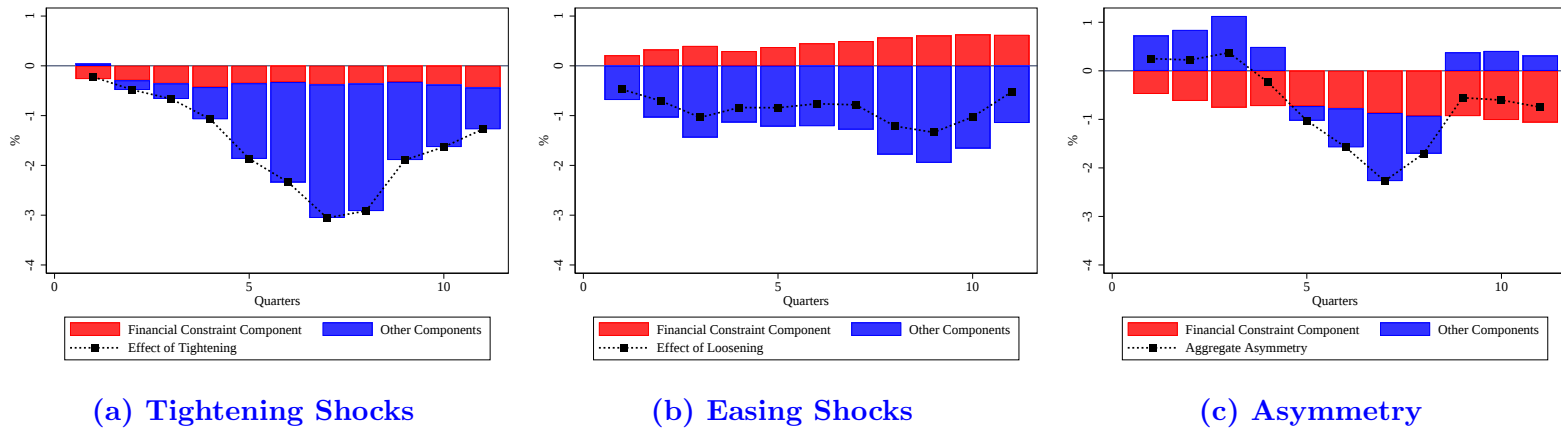 1
0
-1
-2
-3
-4
%
0
5
10
Quarters
Financial Constraint Component
Other Components
Effect of Tightening
(a) Tightening Shocks
1
0
-1
-2
-3
-4
%
0
5
10
Quarters
Financial Constraint Component
Other Components
Effect of Loosening
(b) Easing Shocks
1
0
-1
-2
-3
-4
%
0
5
10
Quarters
Financial Constraint Component
Other Components
Aggregate Asymmetry
(c) Asymmetry